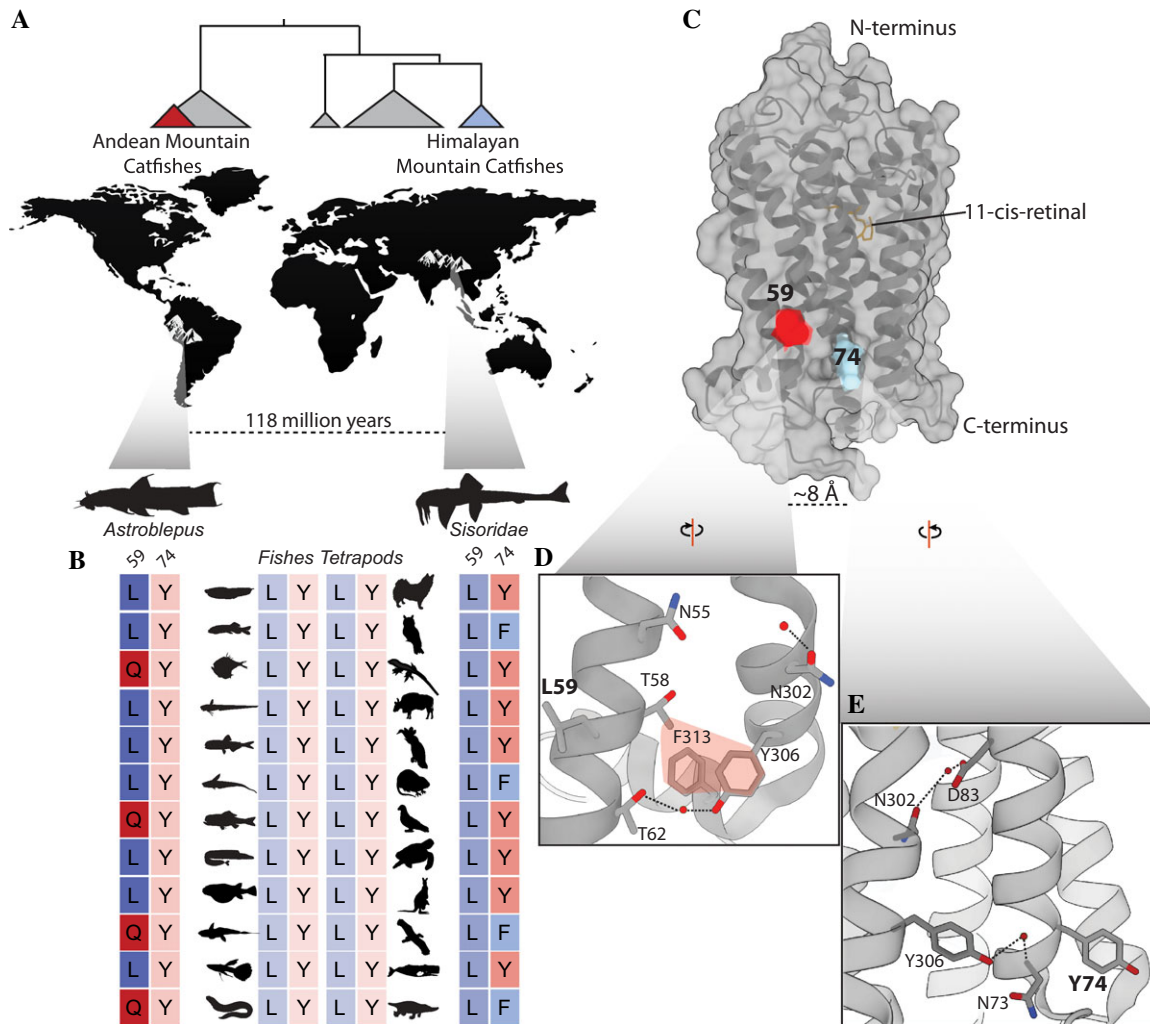 A
Andean Mountain
Catfishes
Himalayan
Mountain Catfishes
118 million years
Astroblepus
Sisoridae
B
59 74 Fishes Tetrapods 59 74
L Y L Y L Y L Y
L Y L Y L Y L F
Q Y L Y L Y L Y
L Y L Y L Y L Y
L Y L Y L Y L Y
L Y L Y L Y L F
Q Y L Y L Y L Y
L Y L Y L Y L Y
L Y L Y L Y L Y
Q Y L Y L Y L F
L Y L Y L Y L Y
Q Y L Y L Y L F
C
N-terminus
11-cis-retinal
59
74
C-terminus
~8 Å
D
N55
L59
T58
N302
F313
Y306
T62
E
N302
D83
Y306
Y74
N73